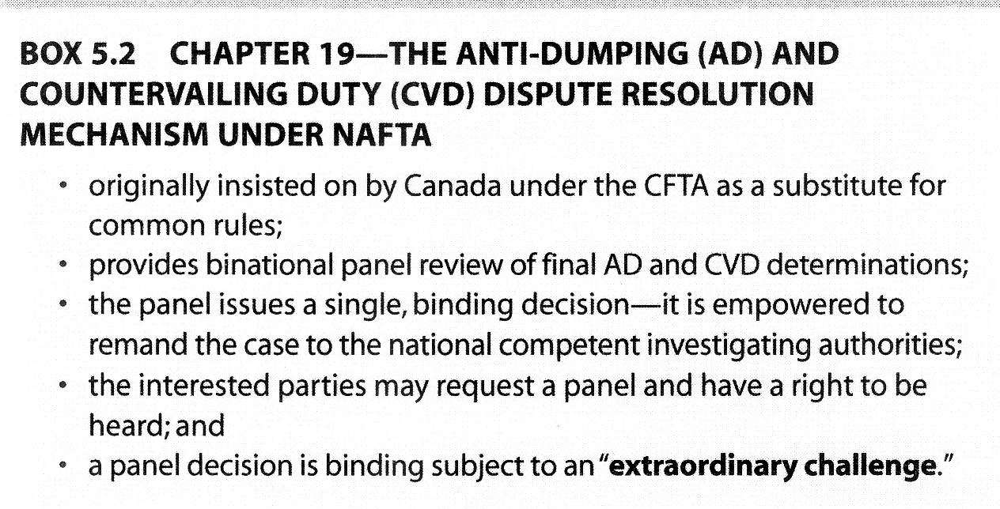 BOX 5.2 CHAPTER 19—THE ANTI-DUMPING (AD) AND
COUNTERVAILING DUTY (CVD) DISPUTE RESOLUTION
MECHANISM UNDER NAFTA
• originally insisted on by Canada under the CFTA as a substitute for
common rules;
• provides binational panel review of final AD and CVD determinations;
• the panel issues a single, binding decision—it is empowered to
remand the case to the national competent investigating authorities;
• the interested parties may request a panel and have a right to be
heard; and
• a panel decision is binding subject to an “extraordinary challenge.”